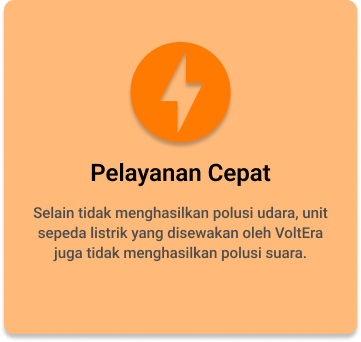 Pelayanan Cepat
Selain tidak menghasilkan polusi udara, unit
sepeda listrik yang disewakan oleh VoltEra
juga tidak menghasilkan polusi suara.